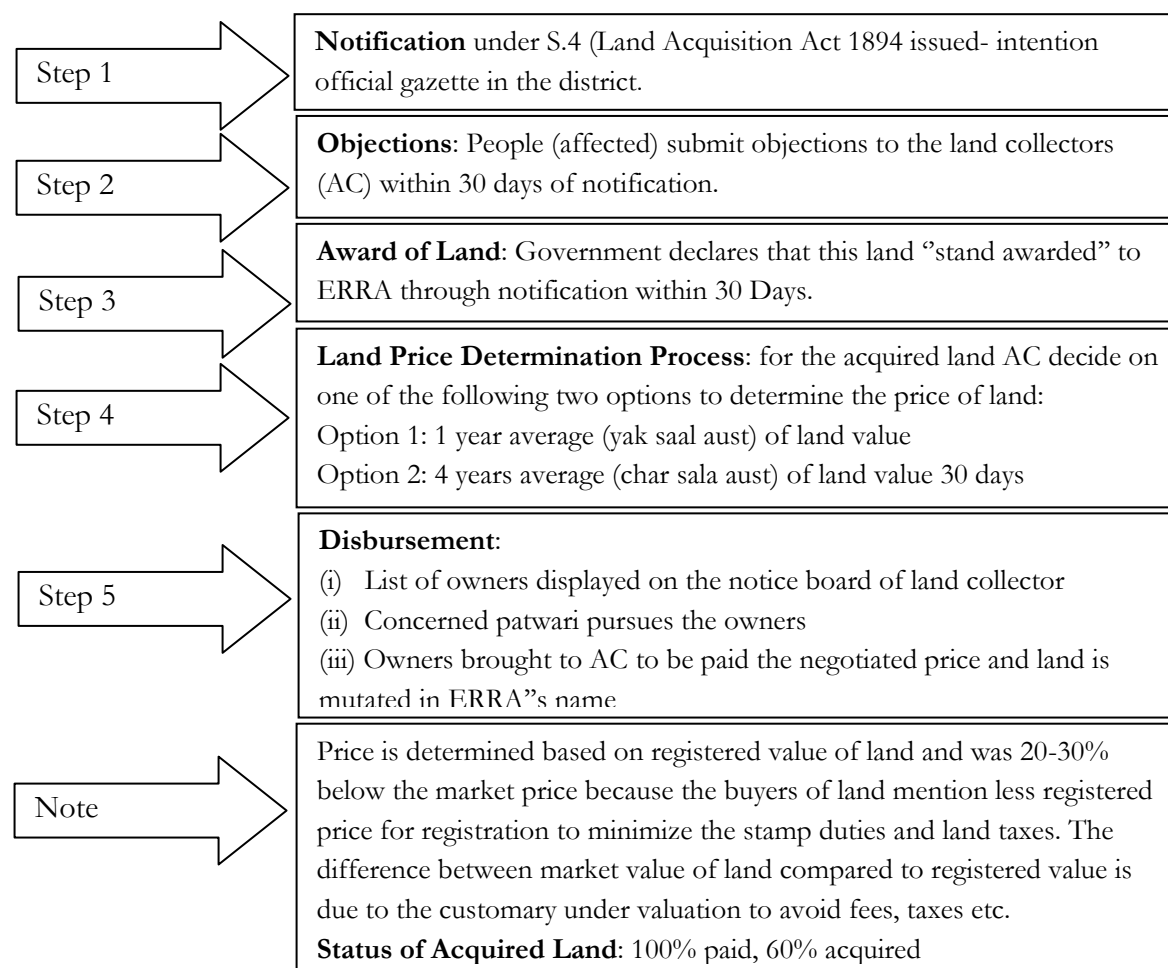 Step 1
Notification under S.4 (Land Acquisition Act 1894 issued- intention
official gazette in the district.
Step 2
Objections: People (affected) submit objections to the land collectors
(AC) within 30 days of notification.
Step 3
Award of Land: Government declares that this land “stand awarded” to
ERRA through notification within 30 Days.
Step 4
Land Price Determination Process: for the acquired land AC decide on
one of the following two options to determine the price of land:
Option 1: 1 year average (yak saal aust) of land value
Option 2: 4 years average (char sala aust) of land value 30 days
Step 5
Disbursement:
(i) List of owners displayed on the notice board of land collector
(ii) Concerned patwari pursues the owners
(iii) Owners brought to AC to be paid the negotiated price and land is
mutated in ERRA”s name
Note
Price is determined based on registered value of land and was 20-30%
below the market price because the buyers of land mention less registered
price for registration to minimize the stamp duties and land taxes. The
difference between market value of land compared to registered value is
due to the customary under valuation to avoid fees, taxes etc.
Status of Acquired Land: 100% paid, 60% acquired